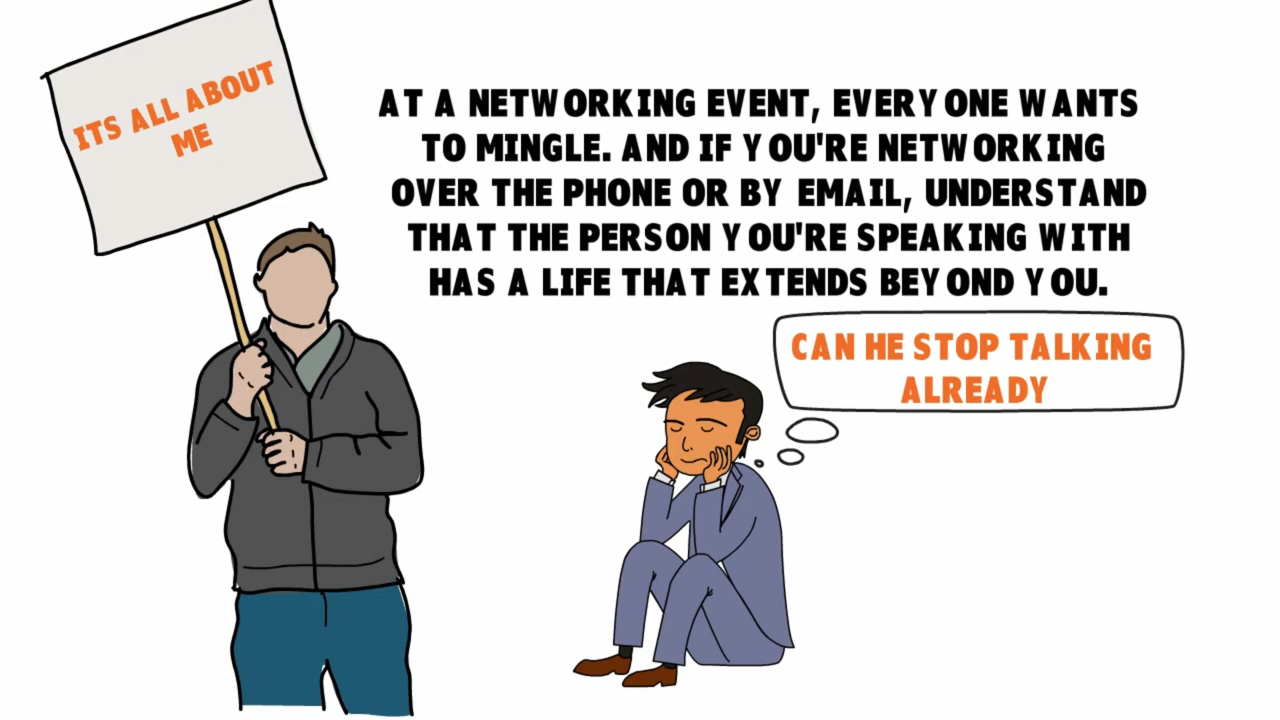 ITS ALL ABOUT
ME
AT A NETWORKING EVENT, EVERYONE WANTS
TO MINGLE. AND IF YOU'RE NETWORKING
OVER THE PHONE OR BY EMAIL, UNDERSTAND
THAT THE PERSON YOU'RE SPEAKING WITH
HAS A LIFE THAT EXTENDS BEYOND YOU.
CAN HE STOP TALKING
ALREADY